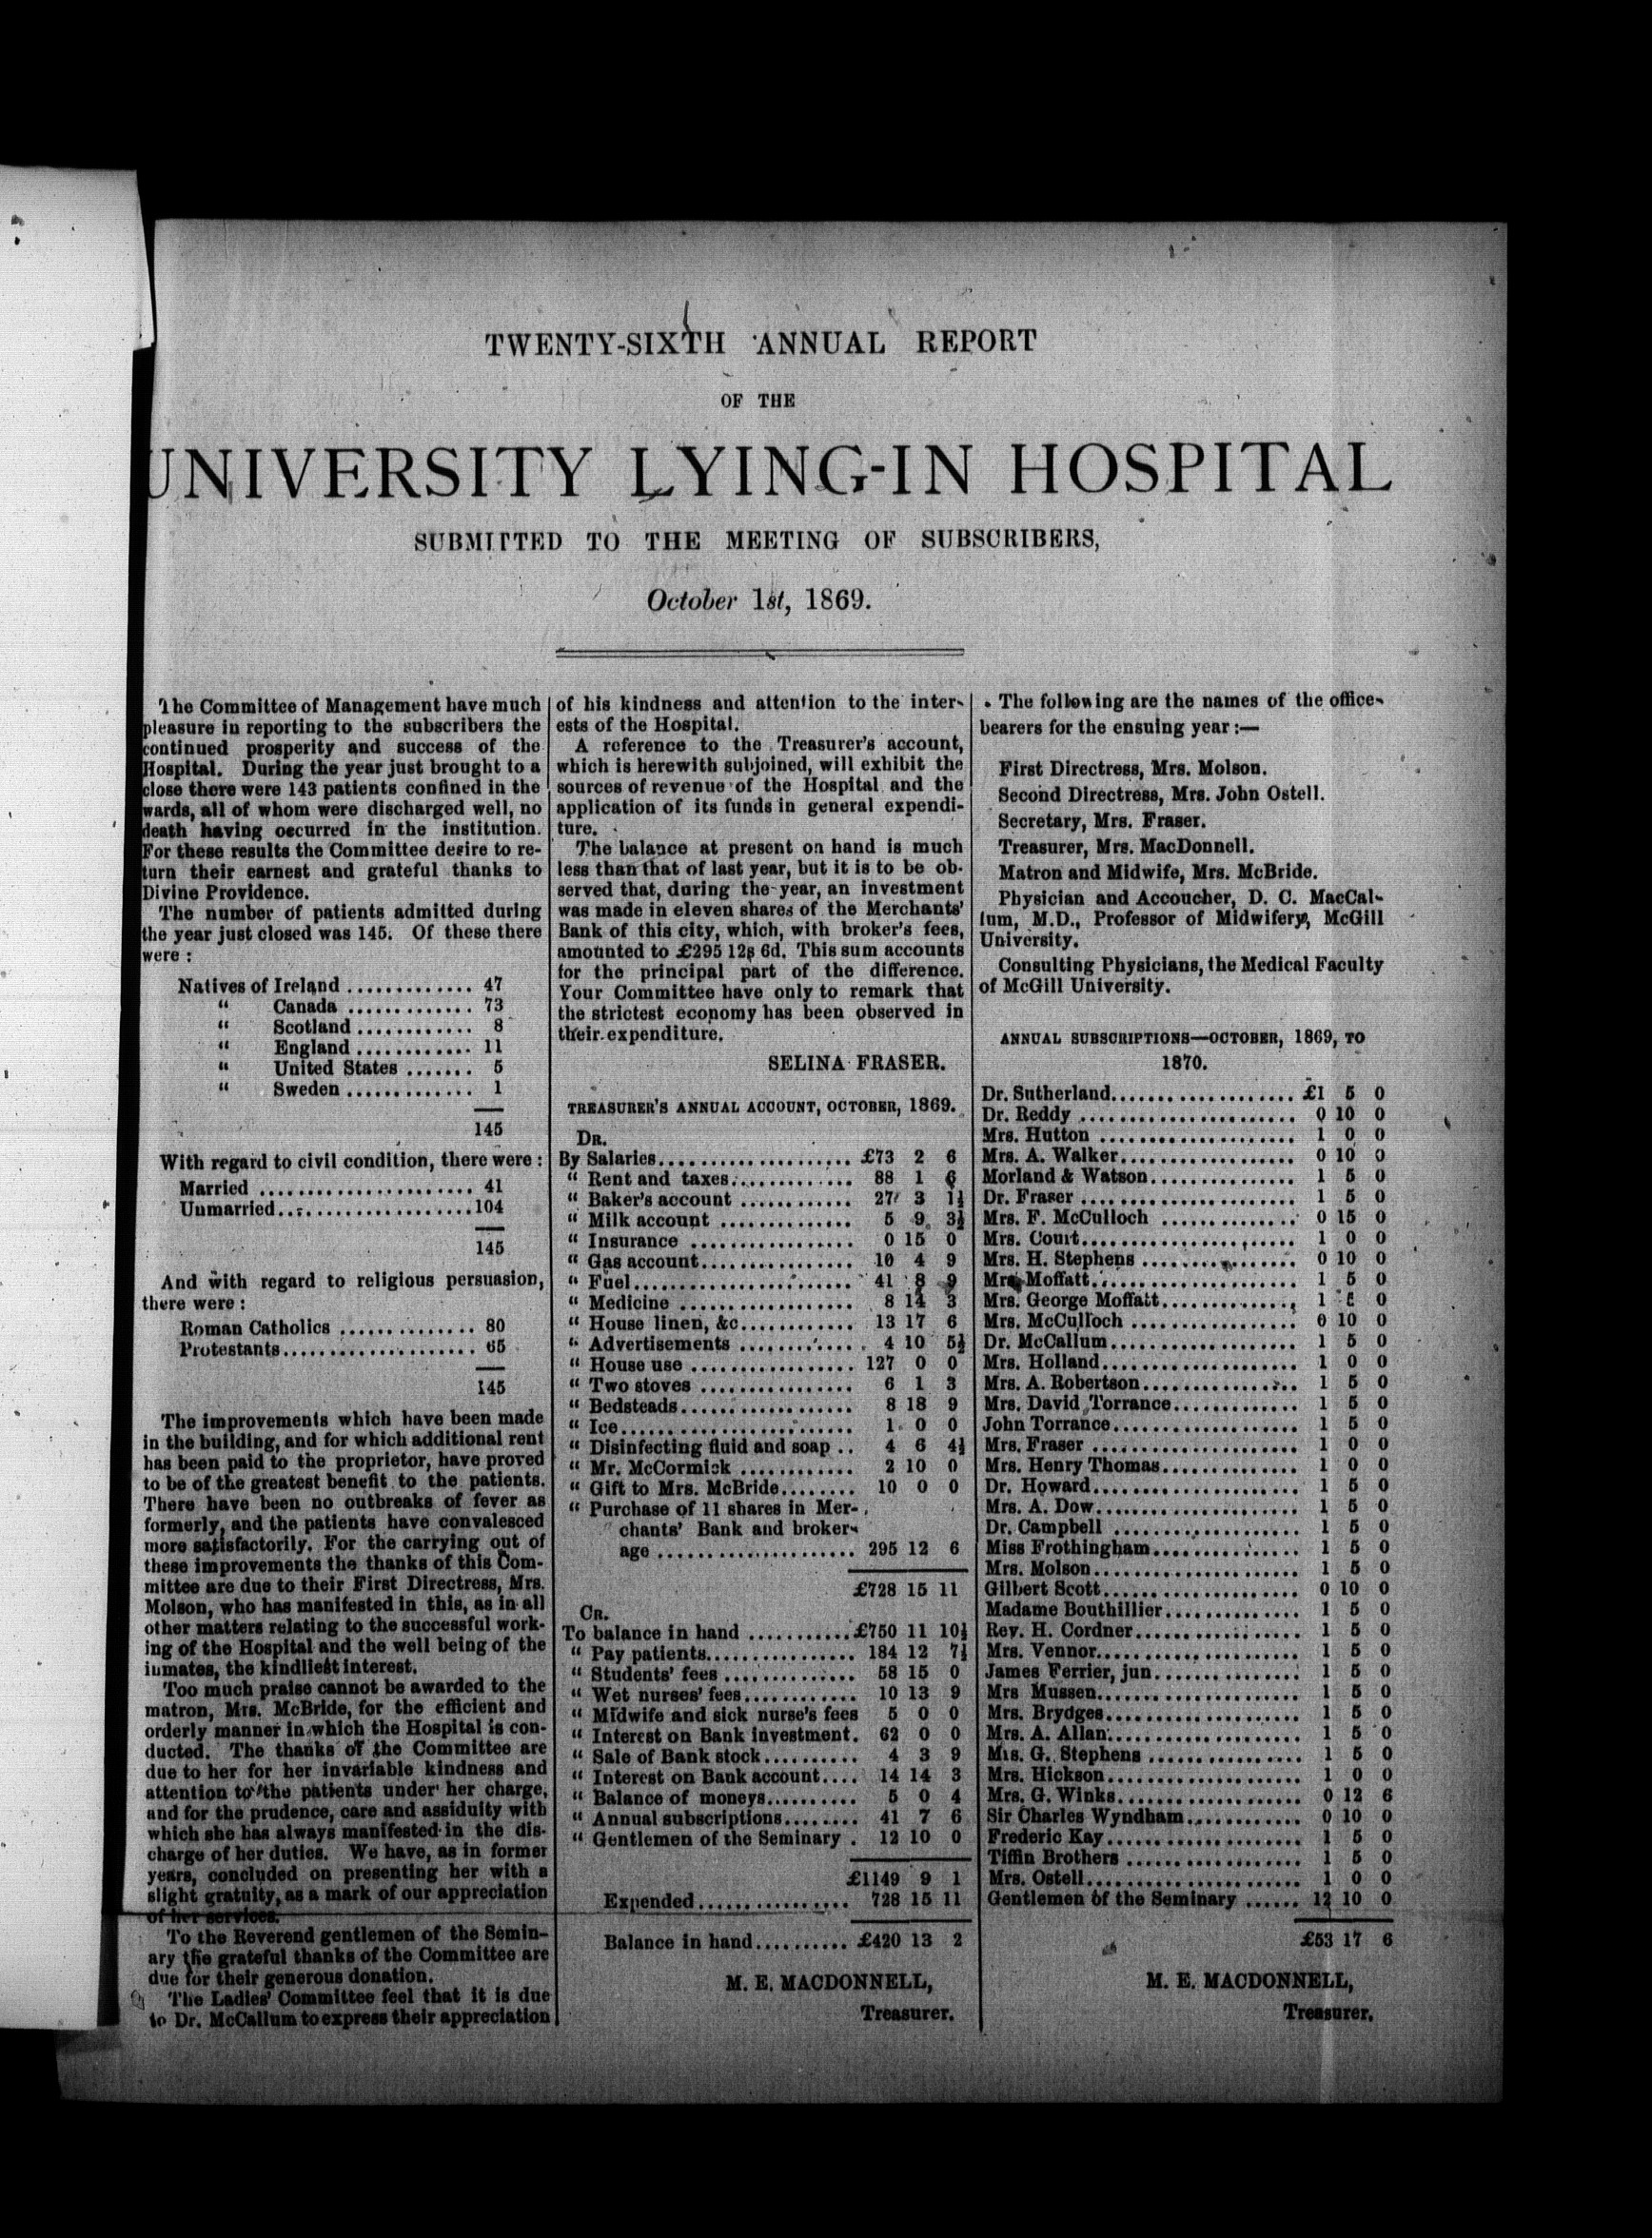 TWENTY-SIXTH ANNUAL REPORT
OF THE
UNIVERSITY LYING-IN HOSPITAL
SUBMITTED TO THE MEETING OF SUBSCRIBERS,
October 1st, 1869.
The Committee of Management have much
pleasure in reporting to the subscribers the
continued prosperity and success of the
Hospital. During the year just brought to a
close there were 143 patients confined in the
wards, all of whom were discharged well, no
death having occurred in the institution.
For these results the Committee desire to re-
turn their earnest and grateful thanks to
Divine Providence.
The number of patients admitted during
the year just closed was 145. Of these there
were :
Natives of Ireland ............. 47
“ Canada ............. 73
“ Scotland ............ 8
“ England ............ 11
“ United States ....... 5
“ Sweden ............. 1
145
With regard to civil condition, there were :
Married ...................... 41
Unmarried...................104
145
And with regard to religious persuasion,
there were :
Roman Catholics .............. 80
Protestants.................... 65
145
The improvements which have been made
in the building, and for which additional rent
has been paid to the proprietor, have proved
to be of the greatest benefit to the patients.
There have been no outbreaks of fever as
formerly, and the patients have convalesced
more satisfactorily. For the carrying out of
these improvements the thanks of this Com-
mittee are due to their First Directress, Mrs.
Molson, who has manifested in this, as in all
other matters relating to the successful work-
ing of the Hospital and the well being of the
inmates, the kindliest interest.
Too much praise cannot be awarded to the
matron, Mrs. McBride, for the efficient and
orderly manner in which the Hospital is con-
ducted. The thanks of the Committee are
due to her for her invariable kindness and
attention to the patients under her charge,
and for the prudence, care and assiduity with
which she has always manifested in the dis-
charge of her duties. We have, as in former
years, concluded on presenting her with a
slight gratuity, as a mark of our appreciation
of her services.
To the Reverend gentlemen of the Semin-
ary the grateful thanks of the Committee are
due for their generous donation.
The Ladies' Committee feel that it is due
to Dr. McCallum to express their appreciation
of his kindness and attention to the inter-
ests of the Hospital.
A reference to the Treasurer's account,
which is herewith subjoined, will exhibit the
sources of revenue of the Hospital and the
application of its funds in general expendi-
ture.
The balance at present on hand is much
less than that of last year, but it is to be ob-
served that, during the year, an investment
was made in eleven shares of the Merchants'
Bank of this city, which, with broker's fees,
amounted to £295 12s 6d. This sum accounts
for the principal part of the difference.
Your Committee have only to remark that
the strictest economy has been observed in
their expenditure.
SELINA FRASER.
TREASURER'S ANNUAL ACCOUNT, OCTOBER, 1869.
DR.
By Salaries.................... £73 2 6
“ Rent and taxes............ 88 1 6
“ Baker's account ............ 27 3 1½
“ Milk account .............. 5 9 3½
“ Insurance ................. 0 15 0
“ Gas account................ 10 4 9
“ Fuel....................... 41 8 9
“ Medicine .................. 8 14 3
“ House linen, &c............ 13 17 6
“ Advertisements ............. 4 10 5½
“ House use ................. 127 0 0
“ Two stoves ................ 6 1 3
“ Bedsteads.................. 8 18 9
“ Ice........................ 1 0 0
“ Disinfecting fluid and soap .. 4 6 4½
“ Mr. McCormick ............ 2 10 0
“ Gift to Mrs. McBride........ 10 0 0
“ Purchase of 11 shares in Mer-
chants' Bank and broker-
age ..................... 295 12 6
£728 15 11
CR.
To balance in hand ...........£750 11 10½
“ Pay patients................ 184 12 7½
“ Students' fees .............. 58 15 0
“ Wet nurses' fees............ 10 13 9
“ Midwife and sick nurse's fees 5 0 0
“ Interest on Bank investment. 62 0 0
“ Sale of Bank stock.......... 4 3 9
“ Interest on Bank account.... 14 14 3
“ Balance of moneys.......... 5 0 4
“ Annual subscriptions........ 41 7 6
“ Gentlemen of the Seminary . 12 10 0
£1149 9 1
Expended................ 728 15 11
Balance in hand.......... £420 13 2
M. E. MACDONNELL,
Treasurer.
The following are the names of the office-
bearers for the ensuing year :—
First Directress, Mrs. Molson.
Second Directress, Mrs. John Ostell.
Secretary, Mrs. Fraser.
Treasurer, Mrs. MacDonnell.
Matron and Midwife, Mrs. McBride.
Physician and Accoucher, D. C. MacCal-
lum, M.D., Professor of Midwifery, McGill
University.
Consulting Physicians, the Medical Faculty
of McGill University.
ANNUAL SUBSCRIPTIONS—OCTOBER, 1869, TO
1870.
Dr. Sutherland................... £1 5 0
Dr. Reddy ...................... 0 10 0
Mrs. Hutton .................... 1 0 0
Mrs. A. Walker.................. 0 10 0
Morland & Watson............... 1 5 0
Dr. Fraser ...................... 1 5 0
Mrs. F. McCulloch .............. 0 15 0
Mrs. Court...................... 1 0 0
Mrs. H. Stephens ................ 0 10 0
Mrs. Moffatt..................... 1 5 0
Mrs. George Moffatt.............. 1 5 0
Mrs. McCulloch ................. 0 10 0
Dr. McCallum................... 1 5 0
Mrs. Holland.................... 1 0 0
Mrs. A. Robertson................ 1 5 0
Mrs. David Torrance............. 1 5 0
John Torrance................... 1 5 0
Mrs. Fraser ..................... 1 0 0
Mrs. Henry Thomas.............. 1 0 0
Dr. Howard..................... 1 5 0
Mrs. A. Dow.................... 1 5 0
Dr. Campbell ................... 1 5 0
Miss Frothingham............... 1 5 0
Mrs. Molson..................... 1 5 0
Gilbert Scott.................... 0 10 0
Madame Bouthillier.............. 1 5 0
Rev. H. Cordner................. 1 5 0
Mrs. Vennor..................... 1 5 0
James Ferrier, jun............... 1 5 0
Mrs Mussen..................... 1 5 0
Mrs. Brydges.................... 1 5 0
Mrs. A. Allan................... 1 5 0
Mrs. G. Stephens ................ 1 5 0
Mrs. Hickson.................... 1 0 0
Mrs. G. Winks................... 0 12 6
Sir Charles Wyndham............ 0 10 0
Frederic Kay.................... 1 5 0
Tiffin Brothers .................. 1 5 0
Mrs. Ostell...................... 1 0 0
Gentlemen of the Seminary ...... 12 10 0
£53 17 6
M. E. MACDONNELL,
Treasurer.